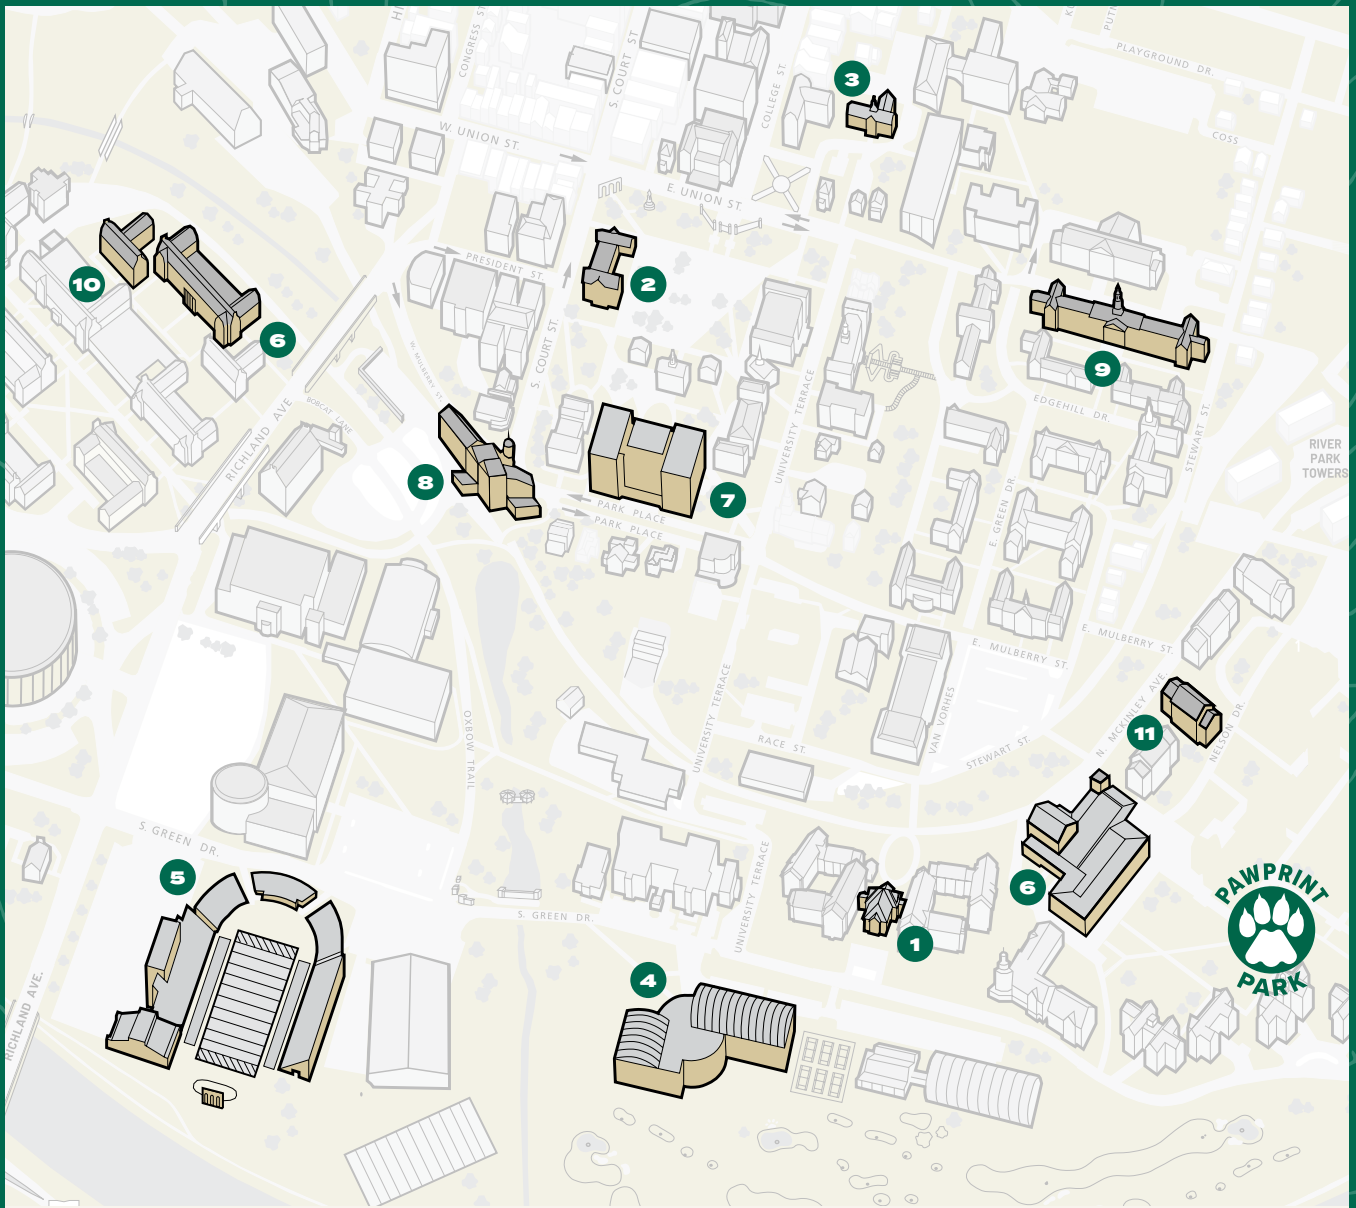 HI
CONGRESS ST.
S. COURT ST
COLLEGE ST.
PLAYGROUND DR.
COSS
3
W. UNION ST.
E. UNION ST.
PRESIDENT ST.
10
6
2
S. COURT ST.
W. MULBERRY ST.
BOBCAT LANE
RICHLAND AVE
UNIVERSITY TERRACE
9
EDGEHILL DR.
STEWART ST.
RIVER
PARK
TOWERS
8
7
PARK PLACE
PARK PLACE
E. GREEN DR.
E. MULBERRY ST.
E. MULBERRY ST.
UNIVERSITY TERRACE
VAN VORHES
N. MCKINLEY AVE
NELSON DR.
11
OXBOW TRAIL
RACE ST.
STEWART ST.
S. GREEN DR.
5
UNIVERSITY TERRACE
S. GREEN DR.
6
1
PAWPRINT
PARK
4
RICHLAND AVE.